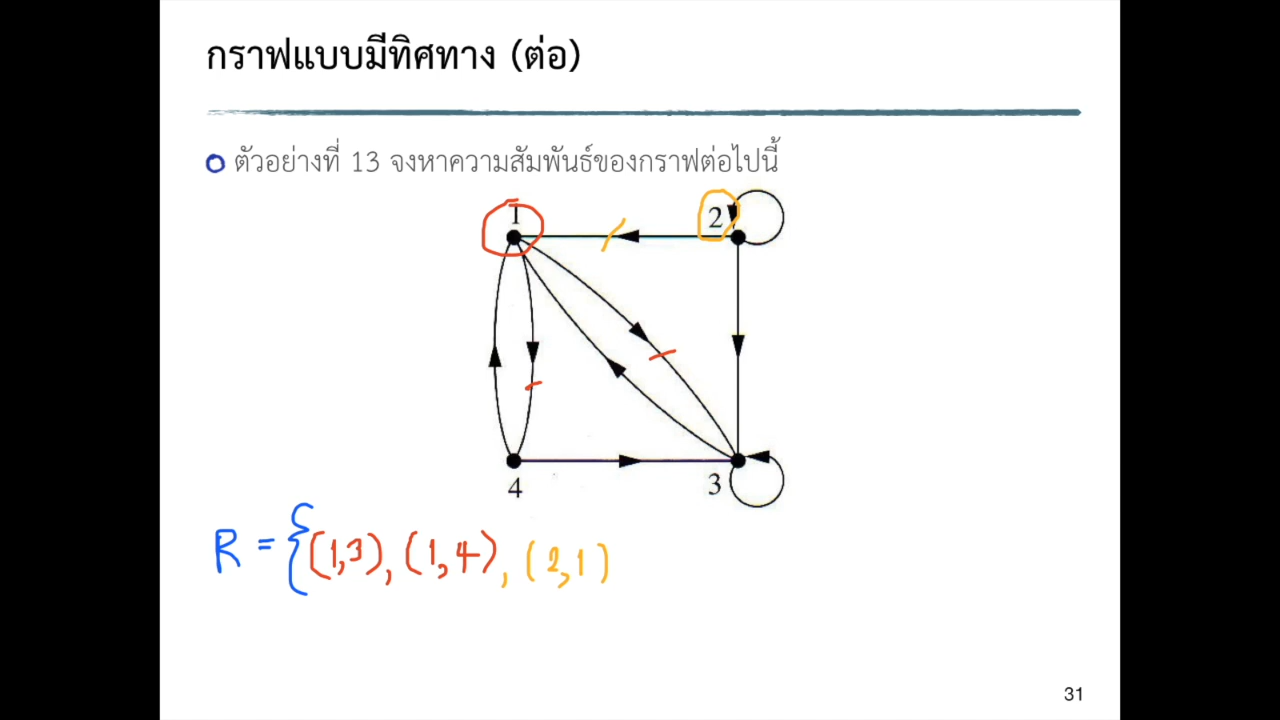 กราฟแบบมีทิศทาง (ต่อ)
ตัวอย่างที่ 13 จงหาความสัมพันธ์ของกราฟต่อไปนี้
1
2
4
3
R = {(1,3), (1,4), (2,1)
31